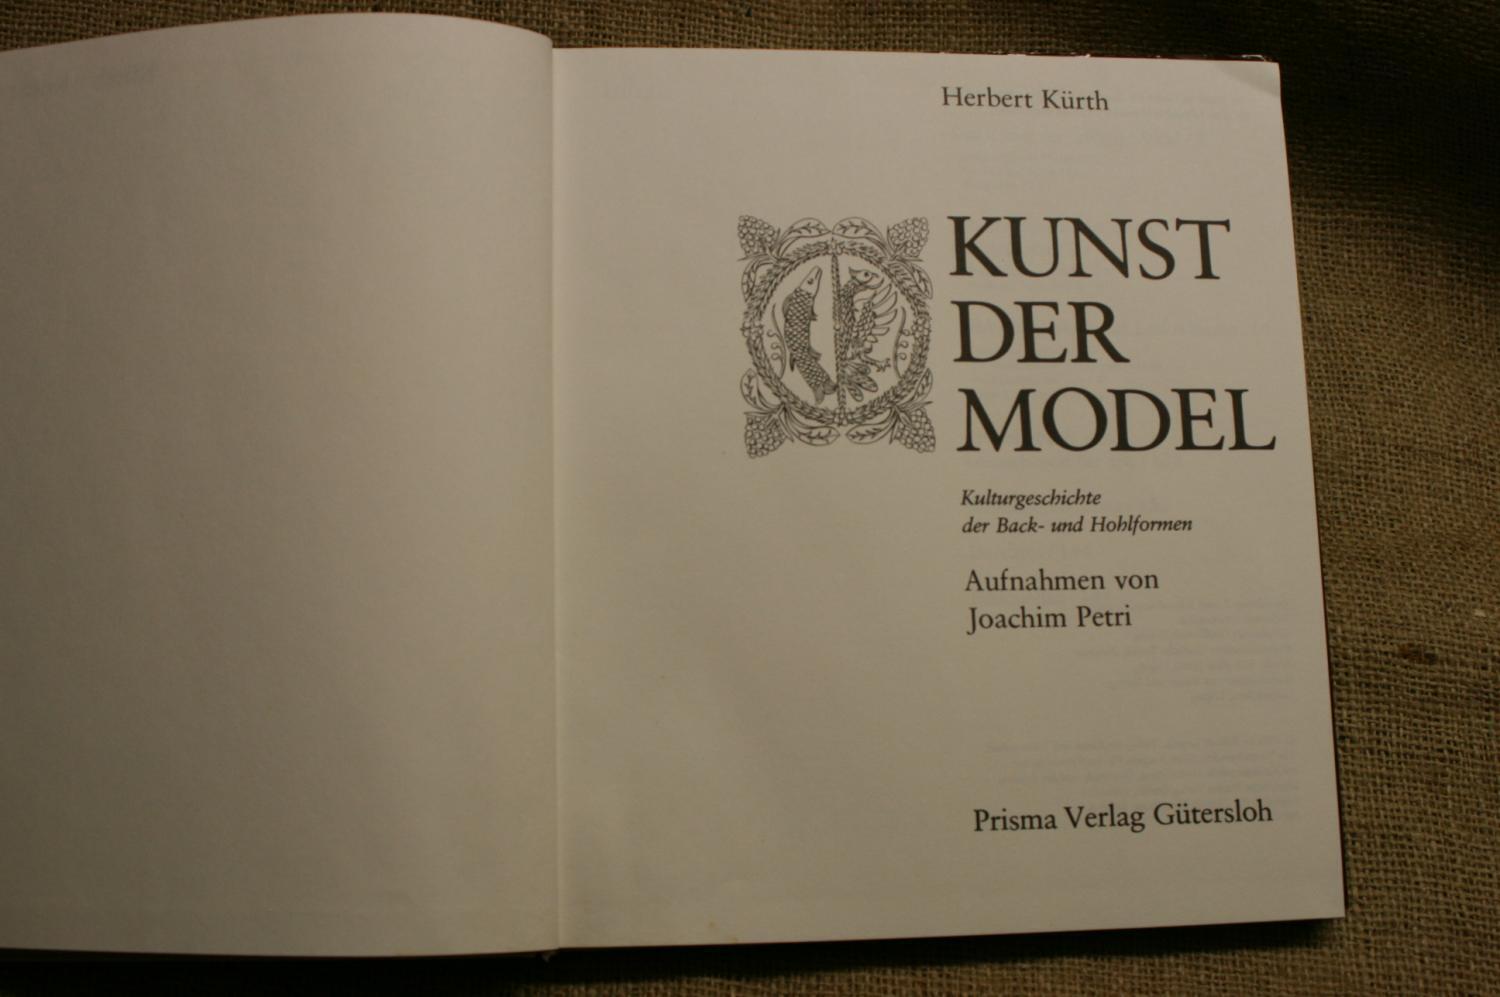 Herbert Kürth
KUNST
DER
MODEL
Kulturgeschichte
der Back- und Hohlformen
Aufnahmen von
Joachim Petri
Prisma Verlag Gütersloh